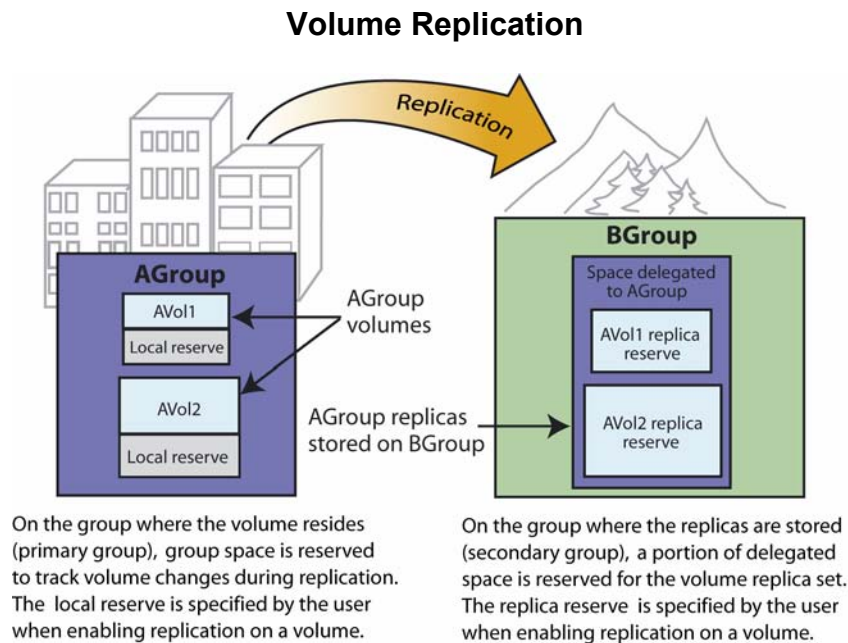 Volume Replication
Replication
AGroup
AVol1
Local reserve
AVol2
Local reserve
AGroup
volumes
AGroup replicas
stored on BGroup
BGroup
Space delegated
to AGroup
AVol1 replica
reserve
AVol2 replica
reserve
On the group where the volume resides
(primary group), group space is reserved
to track volume changes during replication.
The local reserve is specified by the user
when enabling replication on a volume.
On the group where the replicas are stored
(secondary group), a portion of delegated
space is reserved for the volume replica set.
The replica reserve is specified by the user
when enabling replication on a volume.